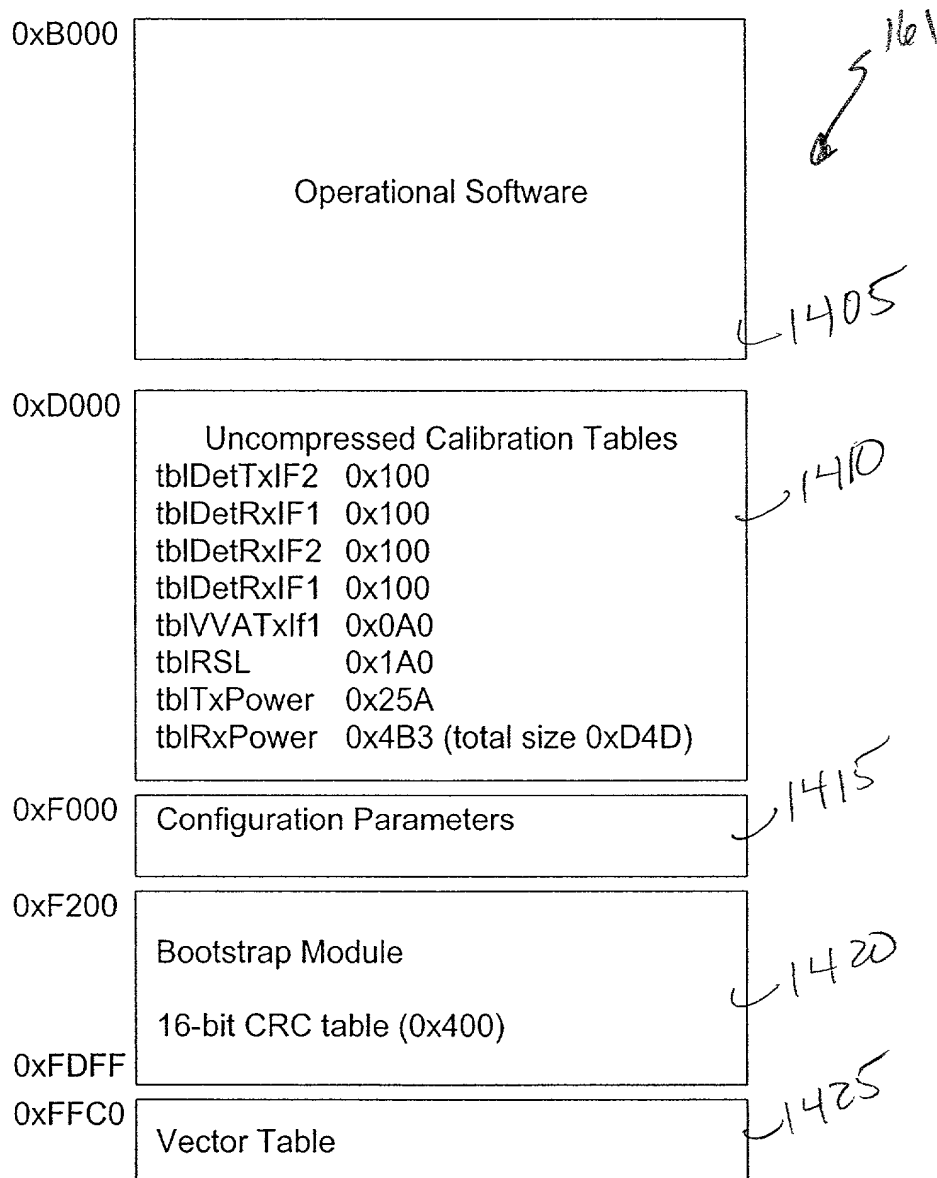 0xB000
161
Operational Software
1405
0xD000
Uncompressed Calibration Tables
tblDetTxIF2 0x100
tblDetRxIF1 0x100
tblDetRxIF2 0x100
tblDetRxIF1 0x100
tblVVATxIf1 0x0A0
tblRSL 0x1A0
tblTxPower 0x25A
tblRxPower 0x4B3 (total size 0xD4D)
1410
0xF000
Configuration Parameters
1415
0xF200
Bootstrap Module
16-bit CRC table (0x400)
1420
0xFDFF
0xFFC0
Vector Table
1425